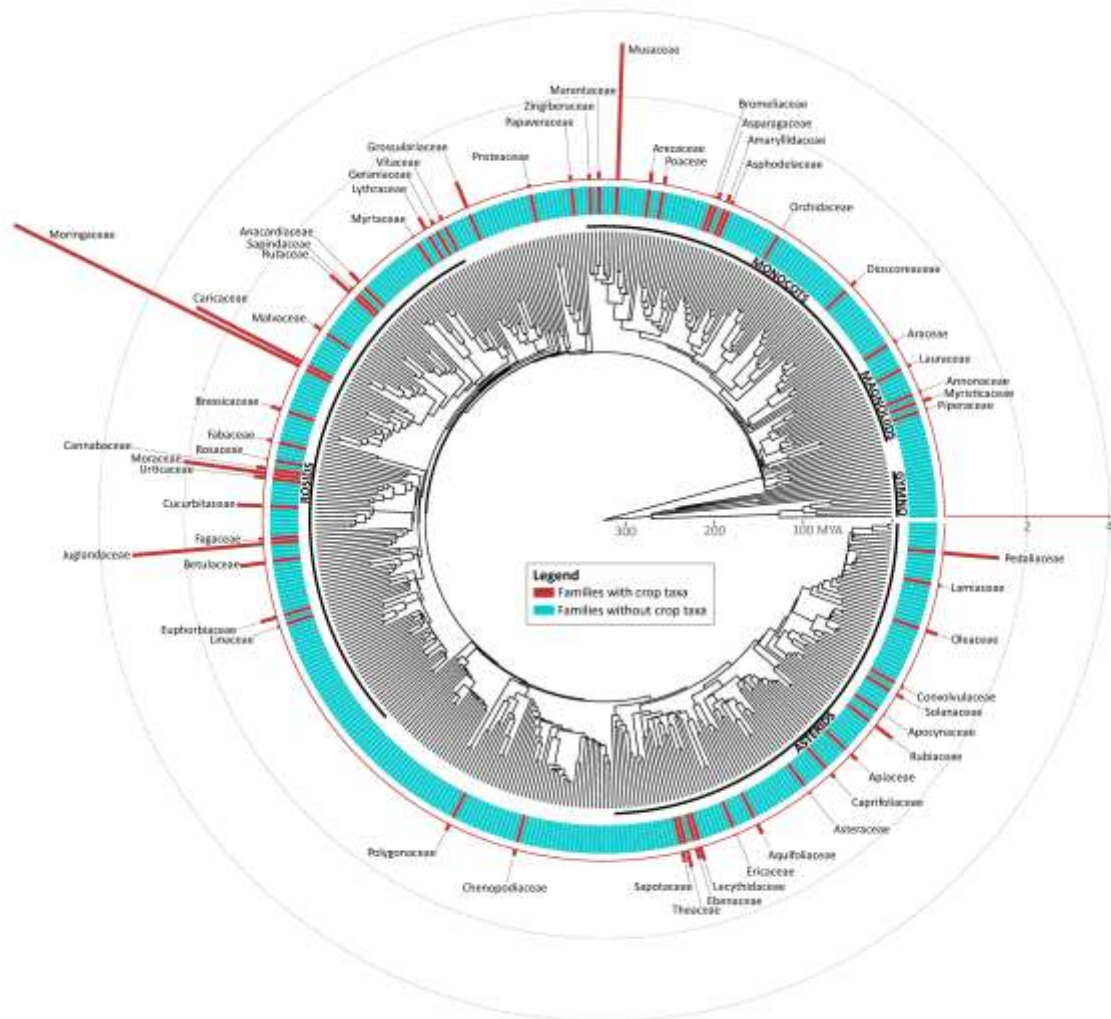 Musaceae
Marantaceae
Zingiberaceae
Papaveraceae
Bromeliaceae
Asparagaceae
Amaryllidaceae
Arecaceae
Poaceae
Asphodelaceae
Grossulariaceae
Vitaceae
Geraniaceae
Lythraceae
Proteaceae
Myrtaceae
Orchidaceae
Moringaceae
Anacardiaceae
Sapindaceae
Rutaceae
MONOCOTS
Dioscoreaceae
Caricaceae
Malvaceae
Araceae
Lauraceae
MAGNOLIIDS
Annonaceae
Myristicaceae
Piperaceae
Brassicaceae
Fabaceae
Rosaceae
Cannabaceae
Moraceae
Urticaceae
ROSIDS
GYMNO
Cucurbitaceae
300
200
100 MYA
2
4
Fagaceae
Juglandaceae
Betulaceae
Pedaliaceae
Legend
Families with crop taxa
Families without crop taxa
Lamiaceae
Euphorbiaceae
Linaceae
Oleaceae
Convolvulaceae
Solanaceae
Apocynaceae
Rubiaceae
ASTERIDS
Apiaceae
Caprifoliaceae
Asteraceae
Polygonaceae
Aquifoliaceae
Ericaceae
Chenopodiaceae
Sapotaceae
Lecythidaceae
Ebenaceae
Theaceae